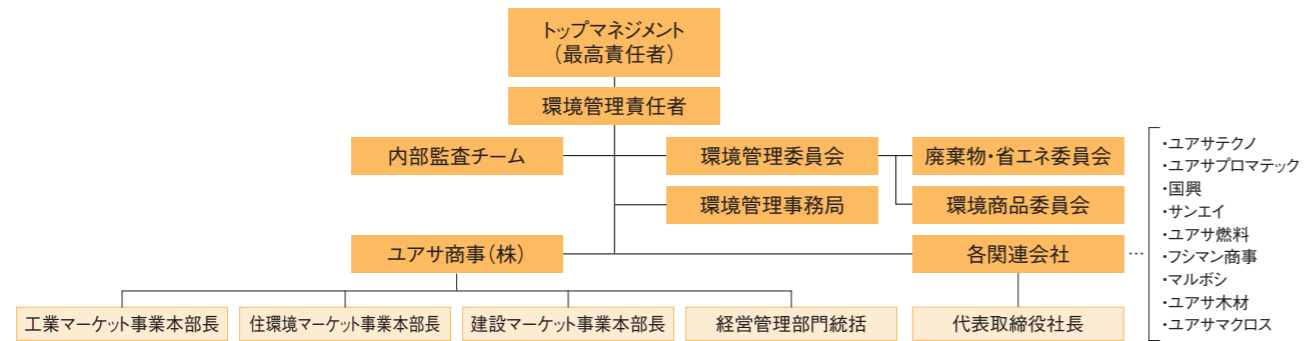 トップマネジメント
（最高責任者）
環境管理責任者
内部監査チーム
環境管理委員会
廃棄物・省エネ委員会
環境管理事務局
環境商品委員会
ユアサ商事（株）
各関連会社
…
・ユアサテクノ
・ユアサプロマテック
・国興
・サンエイ
・ユアサ燃料
・フシマン商事
・マルボシ
・ユアサ木材
・ユアサマクロス
工業マーケット事業本部長
住環境マーケット事業本部長
建設マーケット事業本部長
経営管理部門統括
代表取締役社長